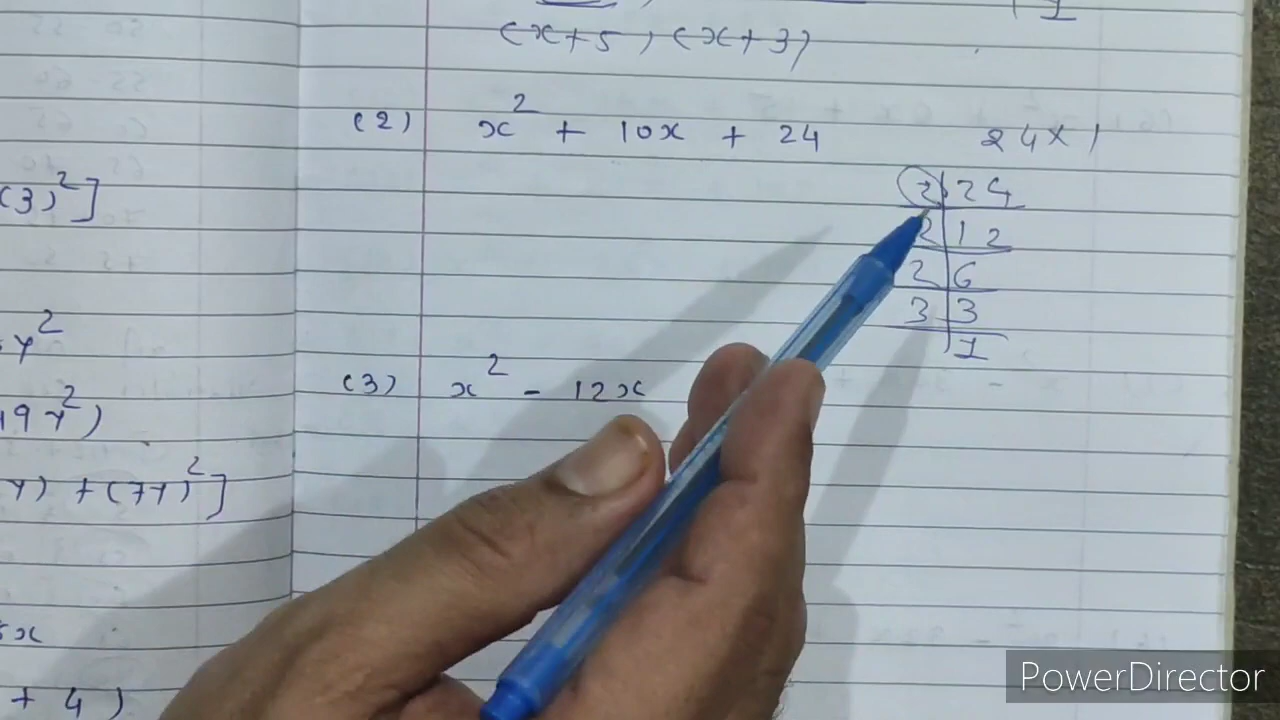 (x+5)(x+3)
(2) x² + 10x + 24
24 × 1
2 | 24
2 | 12
2 | 6
3 | 3
1
(3) x² - 12x
(3)²]
y²
y²)
y) + (7y)²]
x
+ 4)
PowerDirector